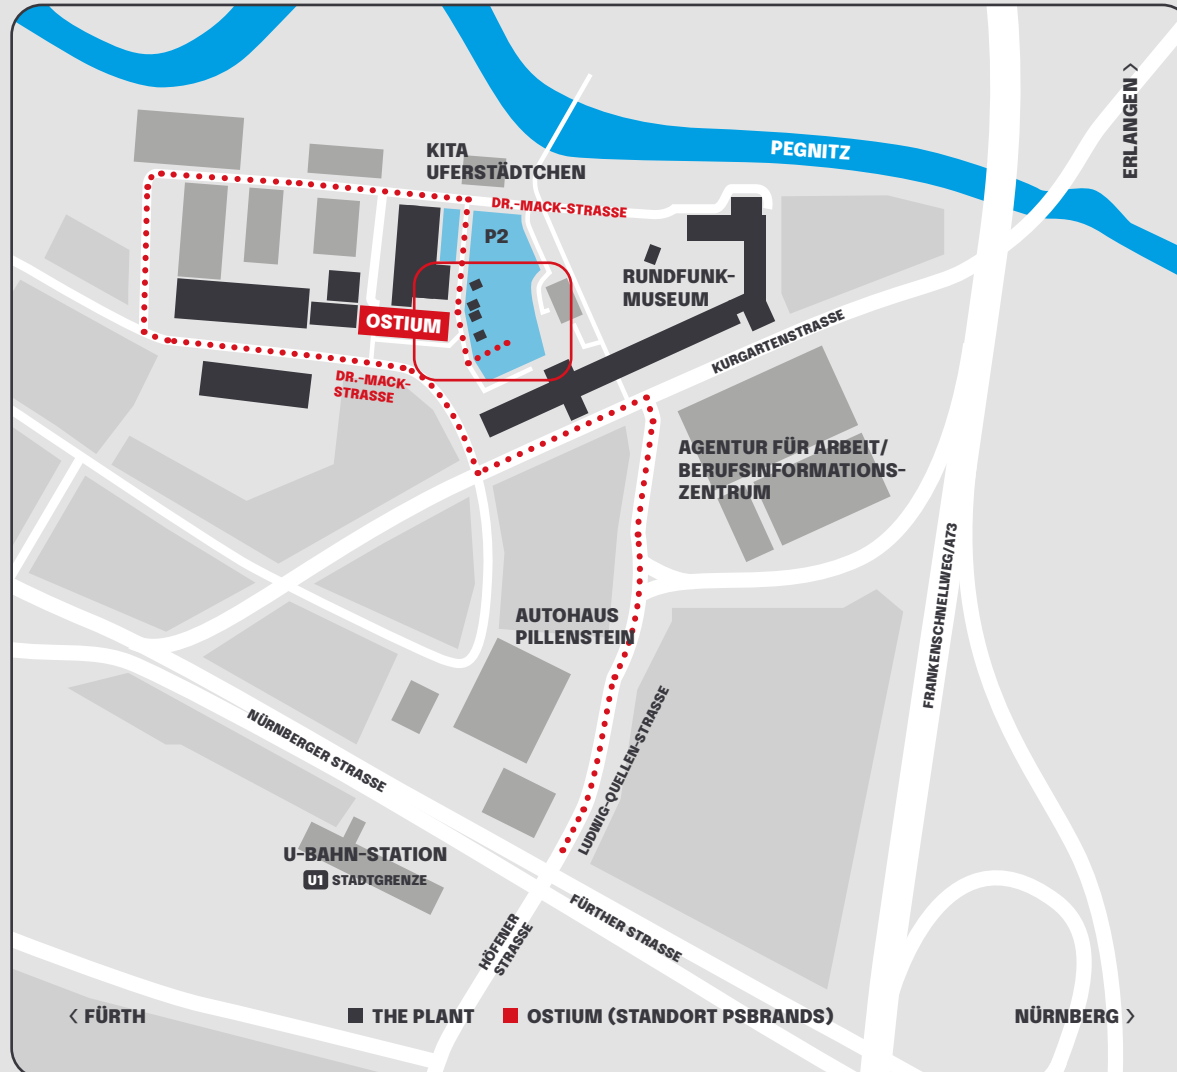 ERLANGEN >
PEGNITZ
KITA
UFERSTÄDTCHEN
DR.-MACK-STRASSE
P2
RUNDFUNK-
MUSEUM
OSTIUM
KURGARTENSTRASSE
DR.-MACK-
STRASSE
AGENTUR FÜR ARBEIT/
BERUFSINFORMATIONS-
ZENTRUM
FRANKENSCHNELLWEG/A73
AUTOHAUS
PILLENSTEIN
LUDWIG-QUELLEN-STRASSE
NÜRNBERGER STRASSE
U-BAHN-STATION
U1 STADTGRENZE
FÜRTHER STRASSE
HÖFENER
STRASSE
< FÜRTH
THE PLANT
OSTIUM (STANDORT PSBRANDS)
NÜRNBERG >